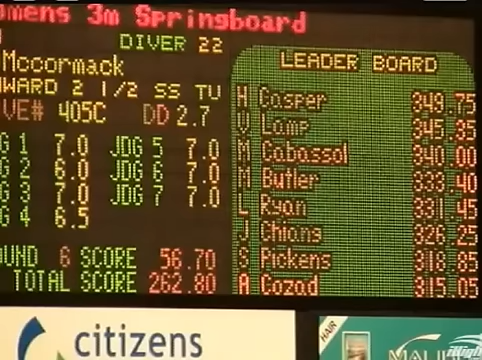 omens 3m Springboard
DIVER 22
Mccormack
WARD 2 1/2 SS TU
VE# 405C DD 2.7
G 1 7.0 JDG 5 7.0
G 2 6.0 JDG 6 7.0
G 3 7.0 JDG 7 7.0
G 4 6.5
UND 6 SCORE 56.70
TOTAL SCORE 262.80
LEADER BOARD
H Casper 349.75
V Lamp 345.35
M Cabassol 340.00
M Butler 333.40
L Ryan 331.45
J Chiang 326.25
S Pickens 318.85
A Cozad 315.05
citizens
HAIR